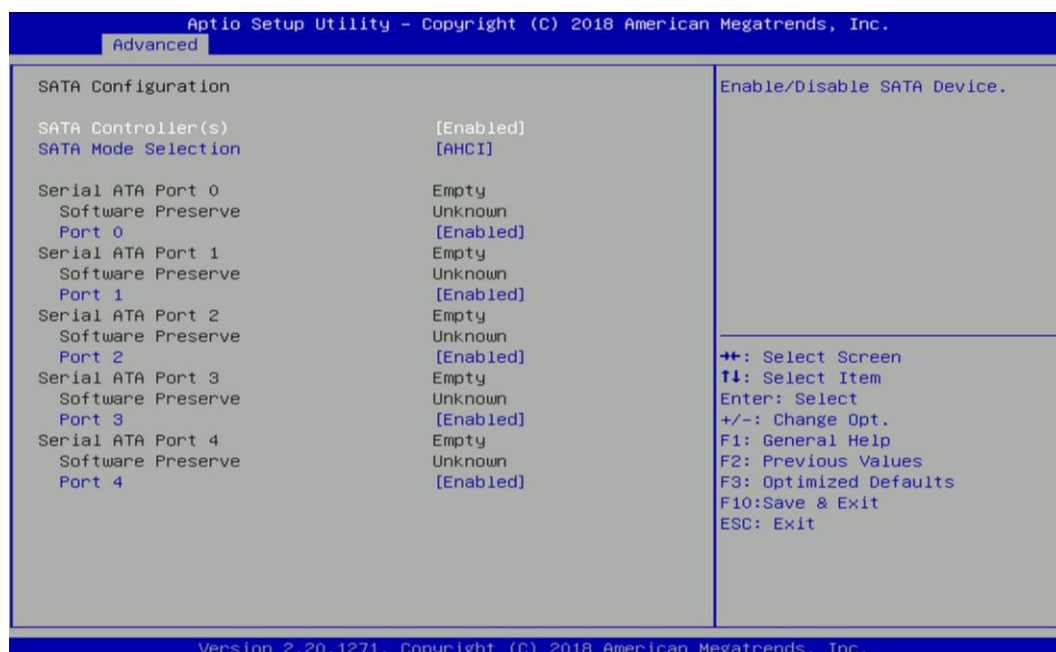 Aptio Setup Utility – Copyright (C) 2018 American Megatrends, Inc.
Advanced
SATA Configuration
SATA Controller(s) [Enabled]
SATA Mode Selection [AHCI]
Serial ATA Port 0 Empty
Software Preserve Unknown
Port 0 [Enabled]
Serial ATA Port 1 Empty
Software Preserve Unknown
Port 1 [Enabled]
Serial ATA Port 2 Empty
Software Preserve Unknown
Port 2 [Enabled]
Serial ATA Port 3 Empty
Software Preserve Unknown
Port 3 [Enabled]
Serial ATA Port 4 Empty
Software Preserve Unknown
Port 4 [Enabled]
Enable/Disable SATA Device.
→←: Select Screen
↑↓: Select Item
Enter: Select
+/-: Change Opt.
F1: General Help
F2: Previous Values
F3: Optimized Defaults
F10:Save & Exit
ESC: Exit
Version 2.20.1271. Copyright (C) 2018 American Megatrends, Inc.